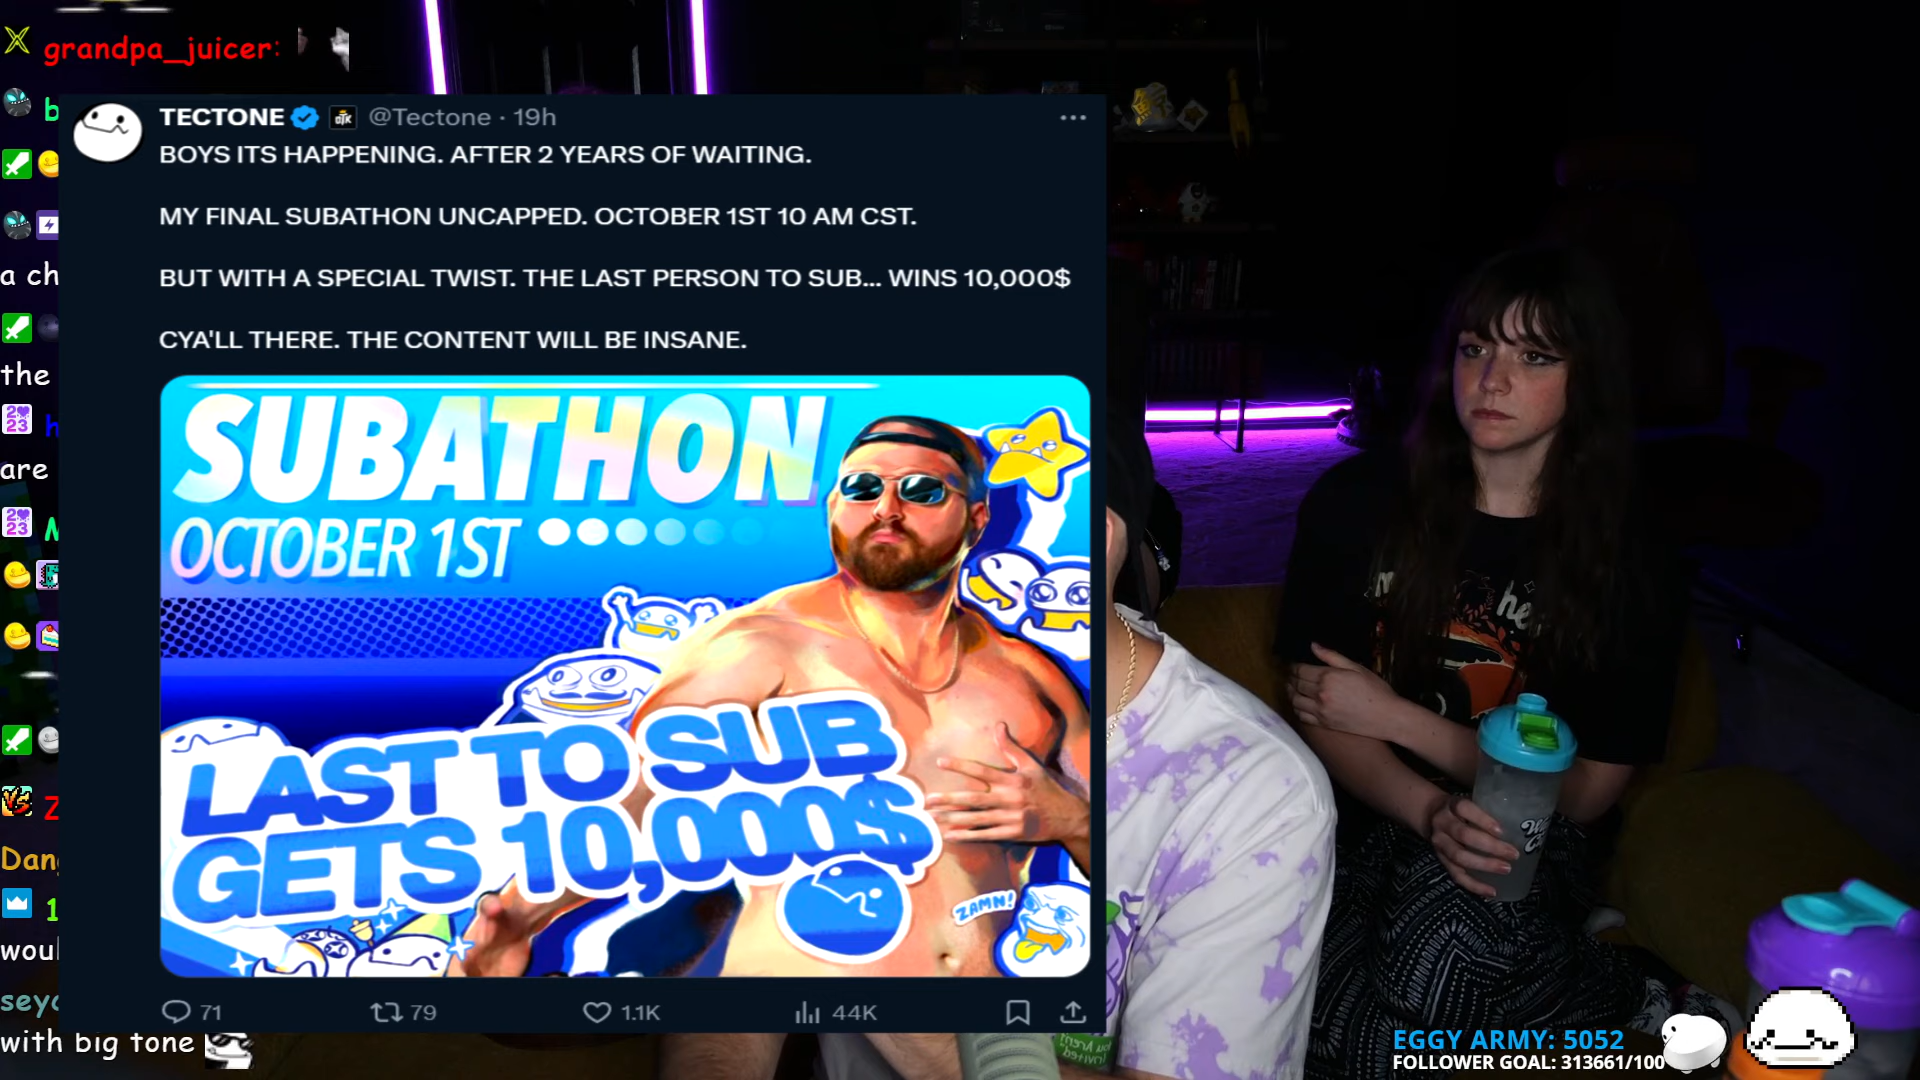 grandpa_juicer:
b
a ch
the
h
are
M
Z
Dang
1
woul
seyo
with big tone
TECTONE @Tectone · 19h
BOYS ITS HAPPENING. AFTER 2 YEARS OF WAITING.
MY FINAL SUBATHON UNCAPPED. OCTOBER 1ST 10 AM CST.
BUT WITH A SPECIAL TWIST. THE LAST PERSON TO SUB... WINS 10,000$
CYA'LL THERE. THE CONTENT WILL BE INSANE.
SUBATHON
OCTOBER 1ST
LAST TO SUB
GETS 10,000$
ZAMN!
71 79 1.1K 44K
EGGY ARMY: 5052
FOLLOWER GOAL: 313661/100